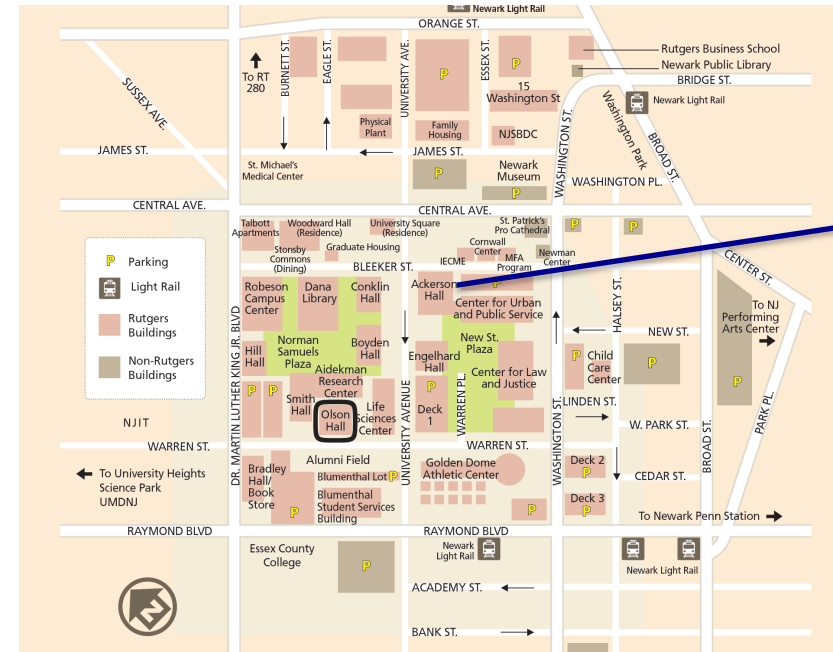 Newark Light Rail
ORANGE ST.
Rutgers Business School
Newark Public Library
BRIDGE ST.
To RT
280
BURNETT ST.
EAGLE ST.
UNIVERSITY AVE.
ESSEX ST.
P
P
15
Washington St
Newark Light Rail
SUSSEX AVE.
Physical
Plant
Family
Housing
NJSBDC
WASHINGTON ST.
Washington Park
BROAD ST.
JAMES ST.
JAMES ST.
St. Michael's
Medical Center
P
Newark
Museum
P
WASHINGTON PL.
CENTRAL AVE.
CENTRAL AVE.
Talbott
Apartments
Woodward Hall
(Residence)
University Square
(Residence)
St. Patrick's
Pro Cathedral
P
P
Stonsby
Commons
(Dining)
Graduate Housing
Cornwall
Center
IECME
MFA
Program
Newman
Center
BLEEKER ST.
CENTER ST.
P
Parking
Light Rail
Rutgers
Buildings
Non-Rutgers
Buildings
Robeson
Campus
Center
Dana
Library
Conklin
Hall
Ackerson
Hall
P
Center for Urban
and Public Service
HALSEY ST.
To NJ
Performing
Arts Center
DR. MARTIN LUTHER KING JR. BLVD
Norman
Samuels
Plaza
Boyden
Hall
New St.
Plaza
NEW ST.
Hill
Hall
Engelhard
Hall
P
Child
Care
Center
P
P
Aidekman
Research
Center
Center for Law
and Justice
P
P
P
Smith
Hall
Olson
Hall
Life
Sciences
Center
Deck
1
WARREN PL.
LINDEN ST.
PARK PL.
NJIT
UNIVERSITY AVENUE
WASHINGTON ST.
W. PARK ST.
BROAD ST.
WARREN ST.
WARREN ST.
To University Heights
Science Park
UMDNJ
Bradley
Hall/
Book
Store
Alumni Field
Blumenthal Lot
P
Golden Dome
Athletic Center
Deck 2
P
CEDAR ST.
P
Blumenthal
Student Services
Building
P
Deck 3
P
To Newark Penn Station
RAYMOND BLVD
RAYMOND BLVD
Essex County
College
P
Newark
Light Rail
Newark Light Rail
ACADEMY ST.
N
BANK ST.